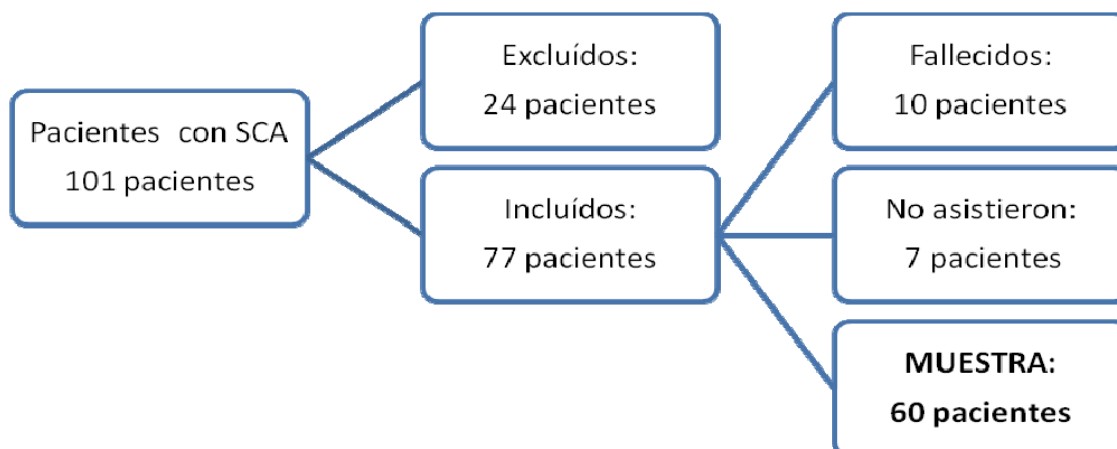 Pacientes con SCA
101 pacientes
Excluídos:
24 pacientes
Incluídos:
77 pacientes
Fallecidos:
10 pacientes
No asistieron:
7 pacientes
MUESTRA:
60 pacientes